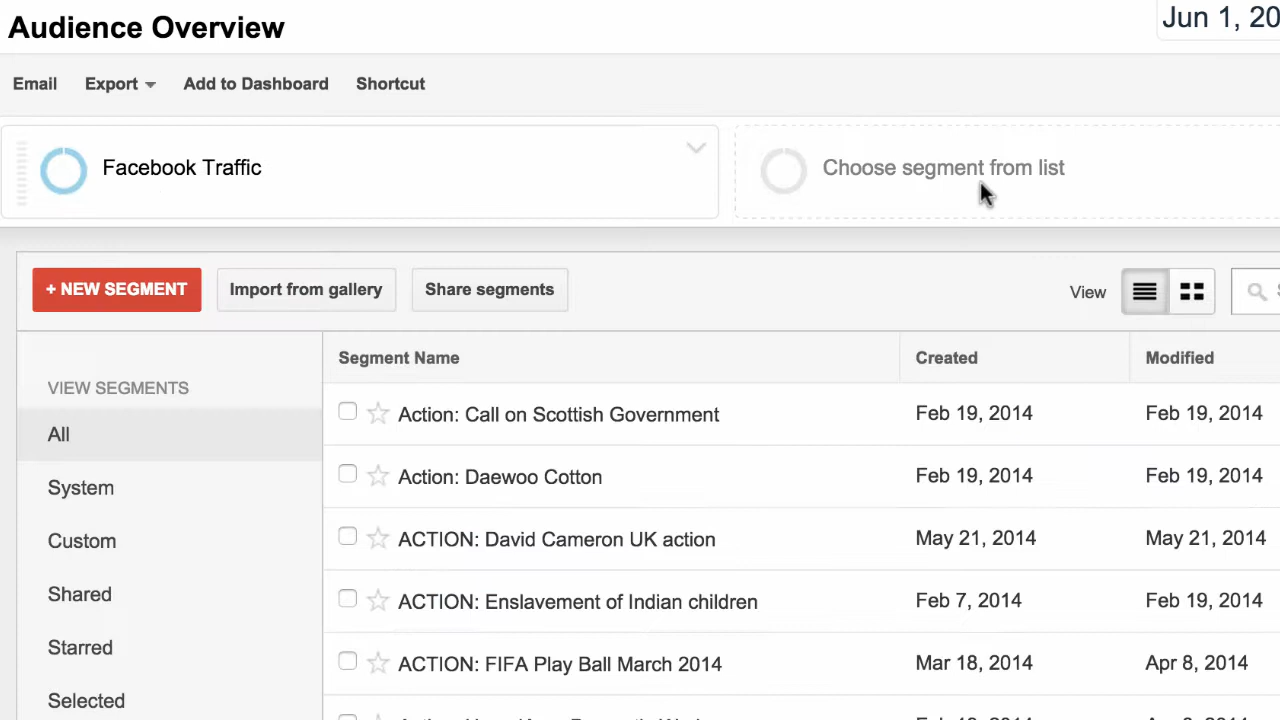 Audience Overview
Jun 1, 20
Email Export Add to Dashboard Shortcut
Facebook Traffic
Choose segment from list
+ NEW SEGMENT Import from gallery Share segments
View
VIEW SEGMENTS
All
System
Custom
Shared
Starred
Selected
Segment Name Created Modified
Action: Call on Scottish Government Feb 19, 2014 Feb 19, 2014
Action: Daewoo Cotton Feb 19, 2014 Feb 19, 2014
ACTION: David Cameron UK action May 21, 2014 May 21, 2014
ACTION: Enslavement of Indian children Feb 7, 2014 Feb 19, 2014
ACTION: FIFA Play Ball March 2014 Mar 18, 2014 Apr 8, 2014